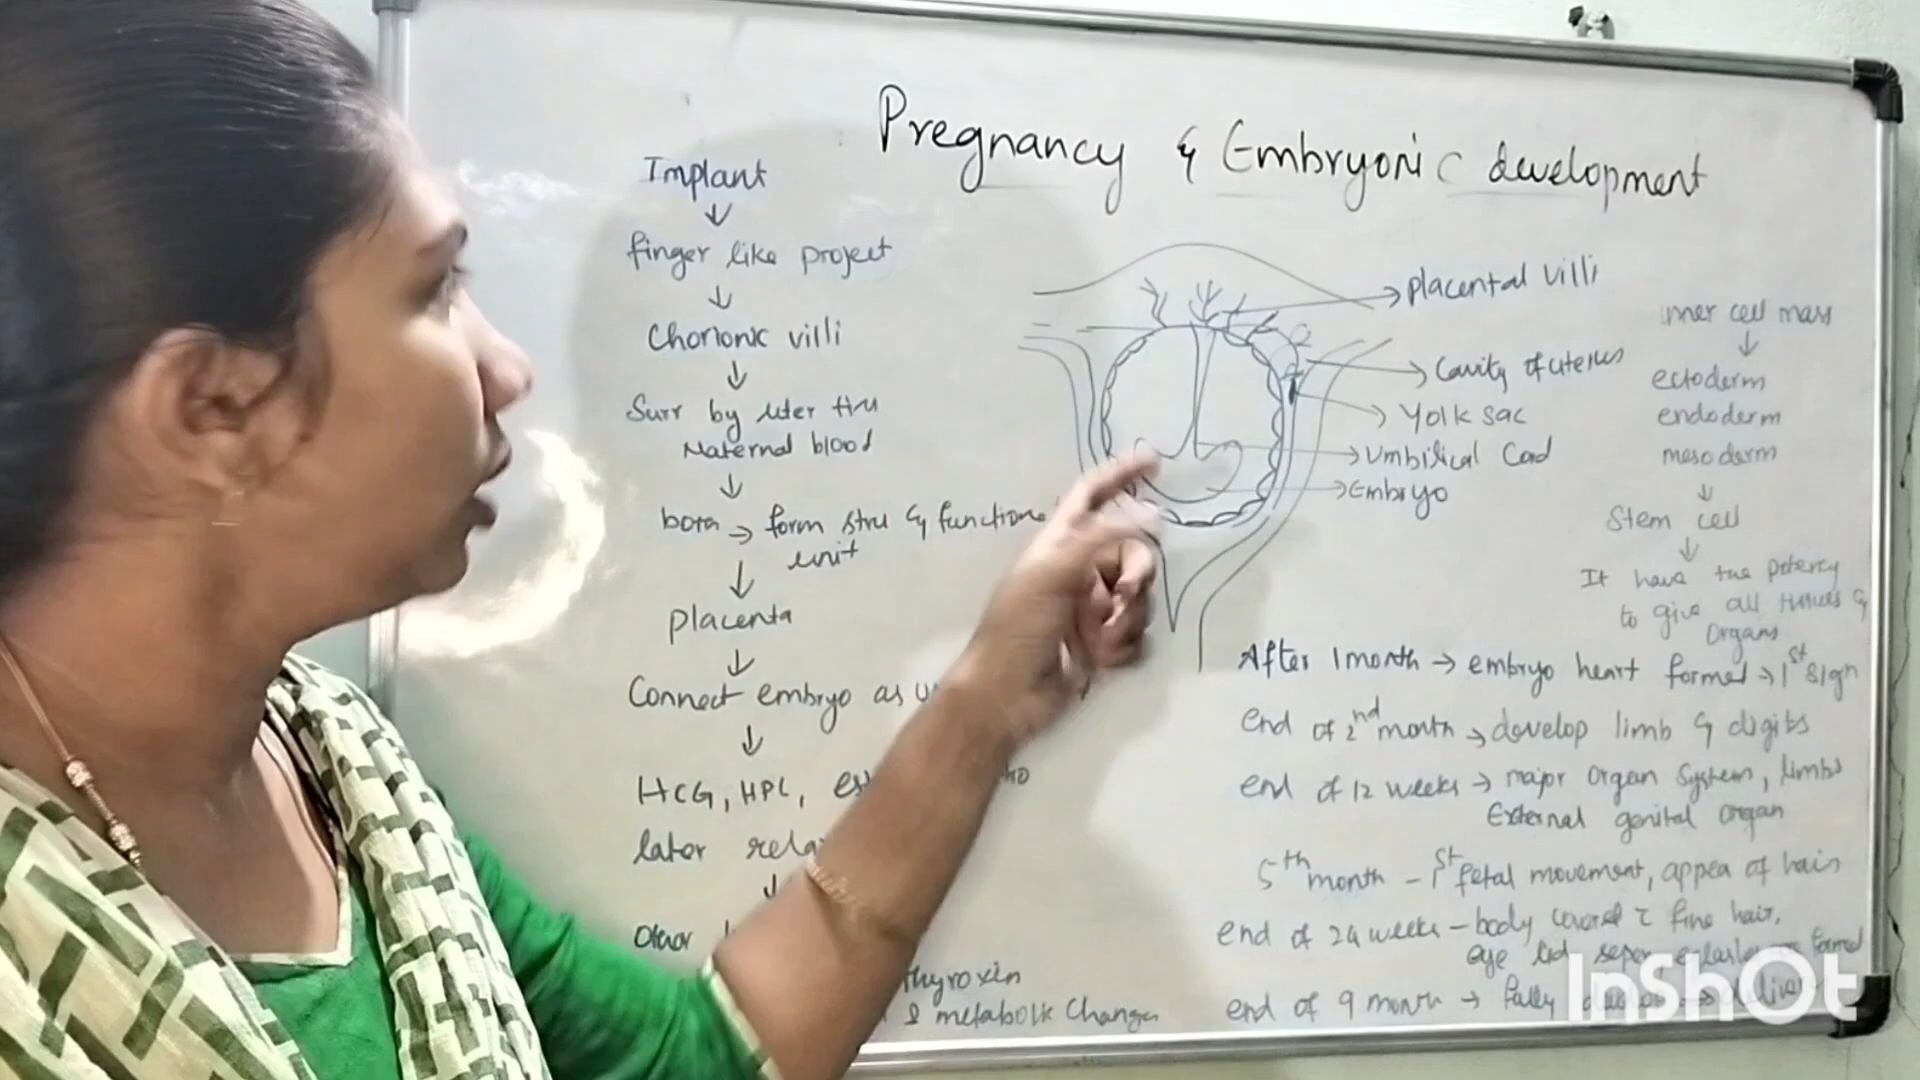 Pregnancy & Embryonic development
Implant
↓
finger like project
↓
Chorionic villi
↓
Surr by uter tissu
Maternal blood
↓
both → form stru & functiona
unit
↓
Placenta
↓
Connect embryo as
↓
HCG, HPL,
later
↓
Other
Thyroxin
& metabolic Changes
→ Placental villi
→ Cavity of uterus
→ Yolk sac
→ Umbilical Cord
→ Embryo
inner cell mass
↓
ectoderm
endoderm
mesoderm
↓
Stem cell
↓
It have the potency
to give all tissues &
Organs
After 1 month → embryo heart formed → 1st sign
end of 2nd month → develop limb & digits
end of 12 weeks → major organ system, limbs
External genital organ
5th month - 1st fetal movement, appea of hair
end of 24 weeks - body covered c fine hair,
eye lid formed
end of 9 month → fully
InShOt